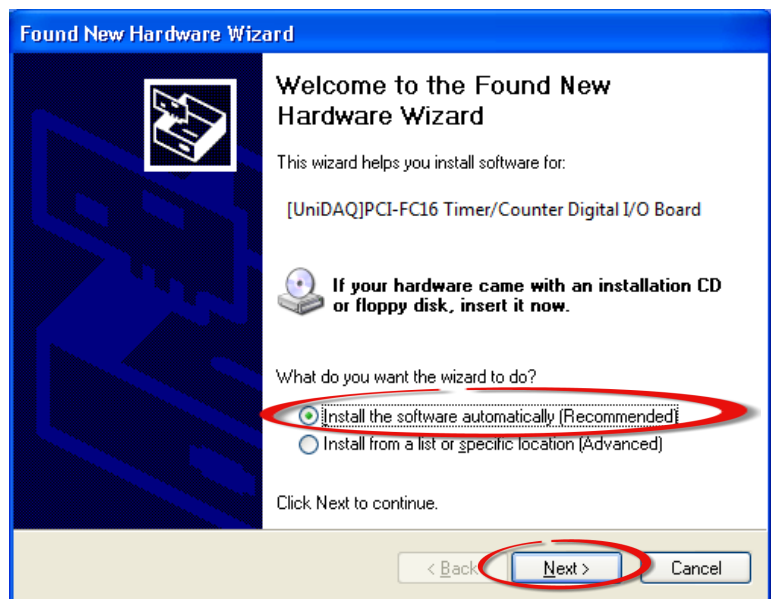 Found New Hardware Wizard
Welcome to the Found New
Hardware Wizard
This wizard helps you install software for:
[UniDAQ]PCI-FC16 Timer/Counter Digital I/O Board
If your hardware came with an installation CD
or floppy disk, insert it now.
What do you want the wizard to do?
Install the software automatically (Recommended)
Install from a list or specific location (Advanced)
Click Next to continue.
< Back Next > Cancel